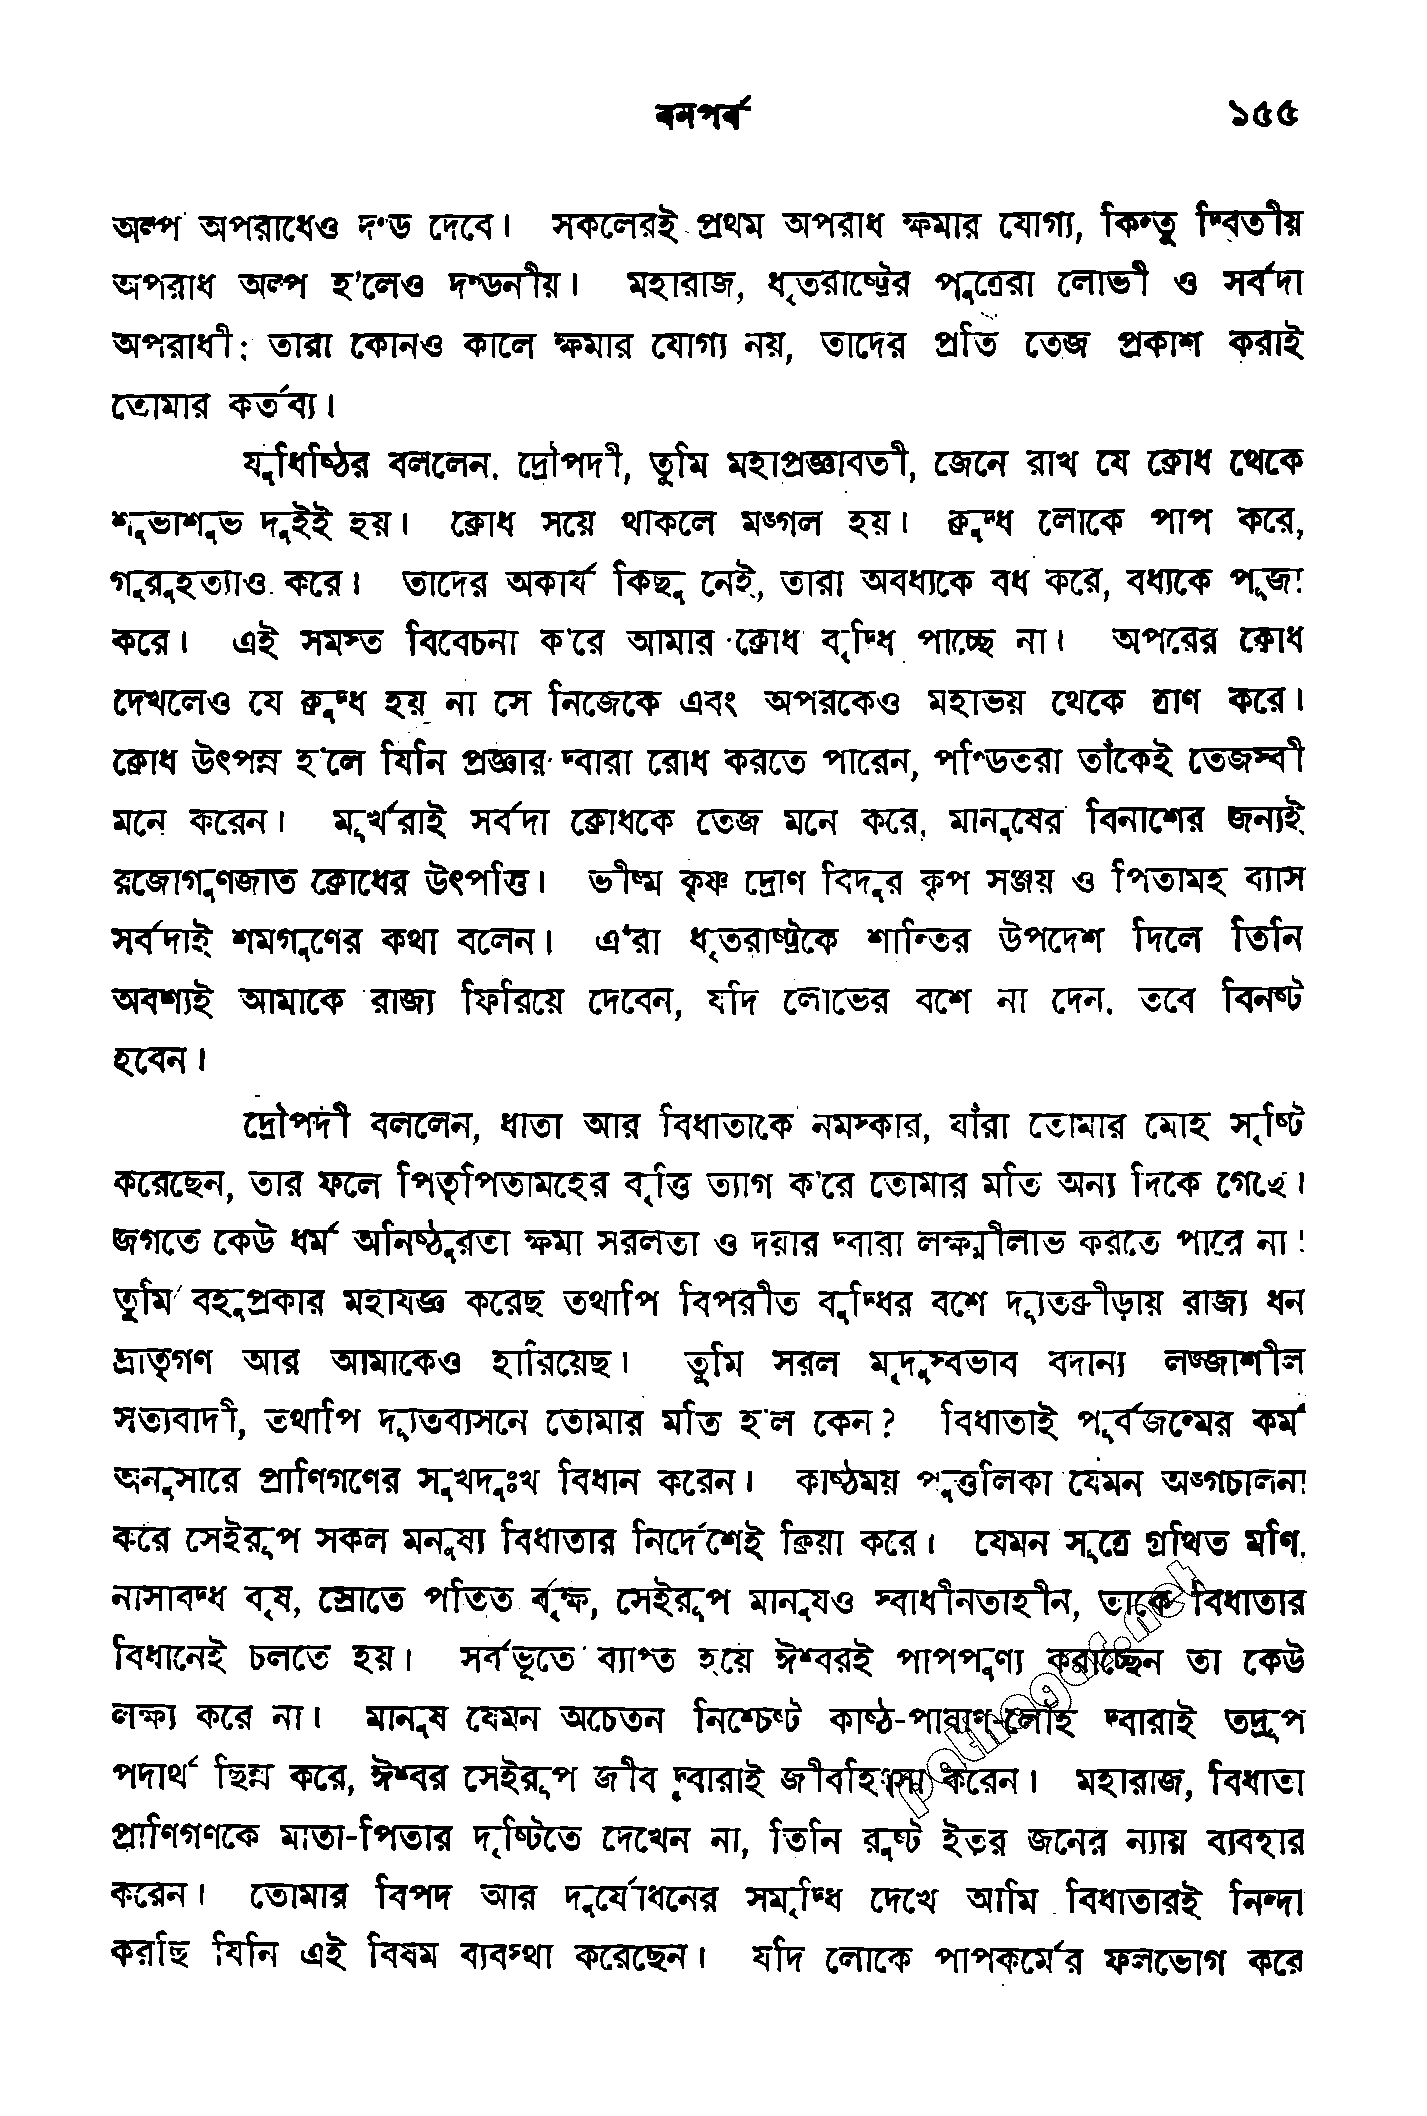 বনপর্ব ১৫৫
অল্প অপরাধেও দণ্ড দেবে। সকলেরই প্রথম অপরাধ ক্ষমার যোগ্য, কিন্তু দ্বিতীয়
অপরাধ অল্প হ'লেও দণ্ডনীয়। মহারাজ, ধৃতরাষ্ট্রের পুত্রেরা লোভী ও সর্বদা
অপরাধী; তারা কোনও কালে ক্ষমার যোগ্য নয়, তাদের প্রতি তেজ প্রকাশ করাই
তোমার কর্তব্য।
যুধিষ্ঠির বললেন, দ্রৌপদী, তুমি মহাপ্রজ্ঞাবতী, জেনে রাখ যে ক্রোধ থেকে
শুভাশুভ দুইই হয়। ক্রোধ সয়ে থাকলে মঙ্গল হয়। ক্রুদ্ধ লোকে পাপ করে,
গুরুহত্যাও করে। তাদের অকার্য কিছু নেই, তারা অবধ্যকে বধ করে, বধ্যকে পূজা
করে। এই সমস্ত বিবেচনা ক'রে আমার ক্রোধ বৃদ্ধি পাচ্ছে না। অপরের ক্রোধ
দেখলেও যে ক্রুদ্ধ হয় না সে নিজেকে এবং অপরকেও মহাভয় থেকে ত্রাণ করে।
ক্রোধ উৎপন্ন হ'লে যিনি প্রজ্ঞার দ্বারা রোধ করতে পারেন, পণ্ডিতরা তাঁকেই তেজস্বী
মনে করেন। মূর্খরাই সর্বদা ক্রোধকে তেজ মনে করে, মানুষের বিনাশের জন্যই
রজোগুণজাত ক্রোধের উৎপত্তি। ভীষ্ম কৃষ্ণ দ্রোণ বিদুর কৃপ সঞ্জয় ও পিতামহ ব্যাস
সর্বদাই শমগুণের কথা বলেন। এ'রা ধৃতরাষ্ট্রকে শান্তির উপদেশ দিলে তিনি
অবশ্যই আমাকে রাজ্য ফিরিয়ে দেবেন, যদি লোভের বশে না দেন, তবে বিনষ্ট
হবেন।
দ্রৌপদী বললেন, ধাতা আর বিধাতাকে নমস্কার, যাঁরা তোমার মোহ সৃষ্টি
করেছেন, তার ফলে পিতৃপিতামহের বৃত্তি ত্যাগ ক'রে তোমার মতি অন্য দিকে গেছে।
জগতে কেউ ধর্ম অনিষ্ঠুরতা ক্ষমা সরলতা ও দয়ার দ্বারা লক্ষ্মীলাভ করতে পারে না!
তুমি বহুপ্রকার মহাযজ্ঞ করেছ তথাপি বিপরীত বুদ্ধির বশে দ্যূতক্রীড়ায় রাজ্য ধন
ভ্রাতৃগণ আর আমাকেও হারিয়েছ। তুমি সরল মৃদুস্বভাব বদান্য লজ্জাশীল
সত্যবাদী, তথাপি দ্যূতব্যসনে তোমার মতি হ'ল কেন? বিধাতাই পূর্বজন্মের কর্ম
অনুসারে প্রাণিগণের সুখদুঃখ বিধান করেন। কাষ্ঠময় পুত্তলিকা যেমন অঙ্গচালনা
করে সেইরূপ সকল মনুষ্য বিধাতার নির্দেশেই ক্রিয়া করে। যেমন সূত্রে গ্রথিত মণি,
নাসাবদ্ধ বৃষ, স্রোতে পতিত বৃক্ষ, সেইরূপ মানুষও স্বাধীনতাহীন, তাকে বিধাতার
বিধানেই চলতে হয়। সর্বভূতে ব্যাপ্ত হয়ে ঈশ্বরই পাপপুণ্য করাচ্ছেন তা কেউ
লক্ষ্য করে না। মানুষ যেমন অচেতন নিশ্চেষ্ট কাষ্ঠ-পাষাণ-লৌহ দ্বারাই তদ্রূপ
পদার্থ ছিন্ন করে, ঈশ্বর সেইরূপ জীব দ্বারাই জীবহিংসা করেন। মহারাজ, বিধাতা
প্রাণিগণকে মাতা-পিতার দৃষ্টিতে দেখেন না, তিনি রুষ্ট ইতর জনের ন্যায় ব্যবহার
করেন। তোমার বিপদ আর দুর্যোধনের সমৃদ্ধি দেখে আমি বিধাতারই নিন্দা
করছি যিনি এই বিষম ব্যবস্থা করেছেন। যদি লোকে পাপকর্মের ফলভোগ করে
pathagar.net